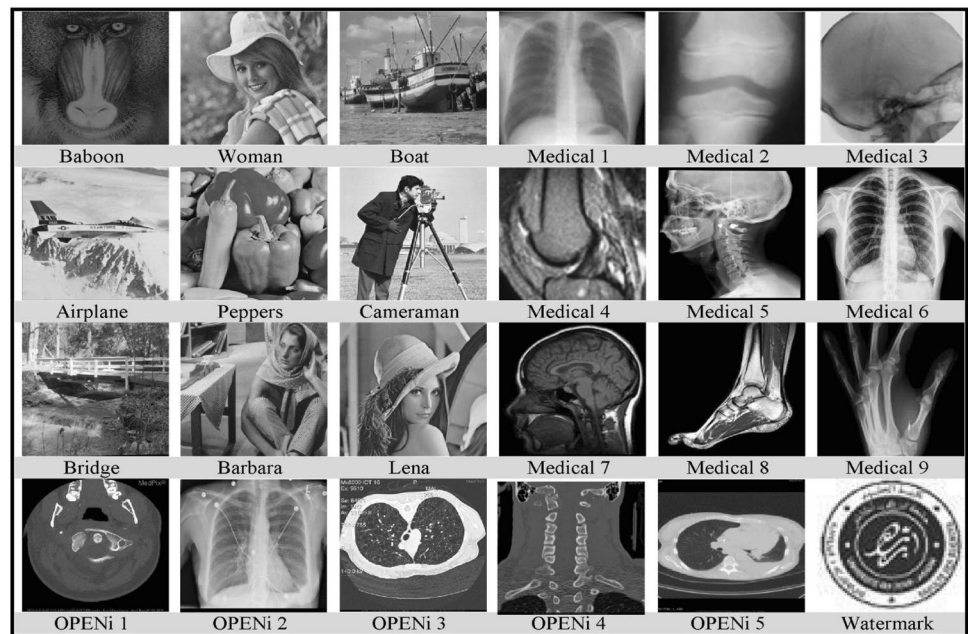 Baboon Woman Boat Medical 1 Medical 2 Medical 3
Airplane Peppers Cameraman Medical 4 Medical 5 Medical 6
Bridge Barbara Lena Medical 7 Medical 8 Medical 9
MedPix®
OPENi 1 OPENi 2 OPENi 3 OPENi 4 OPENi 5 Watermark